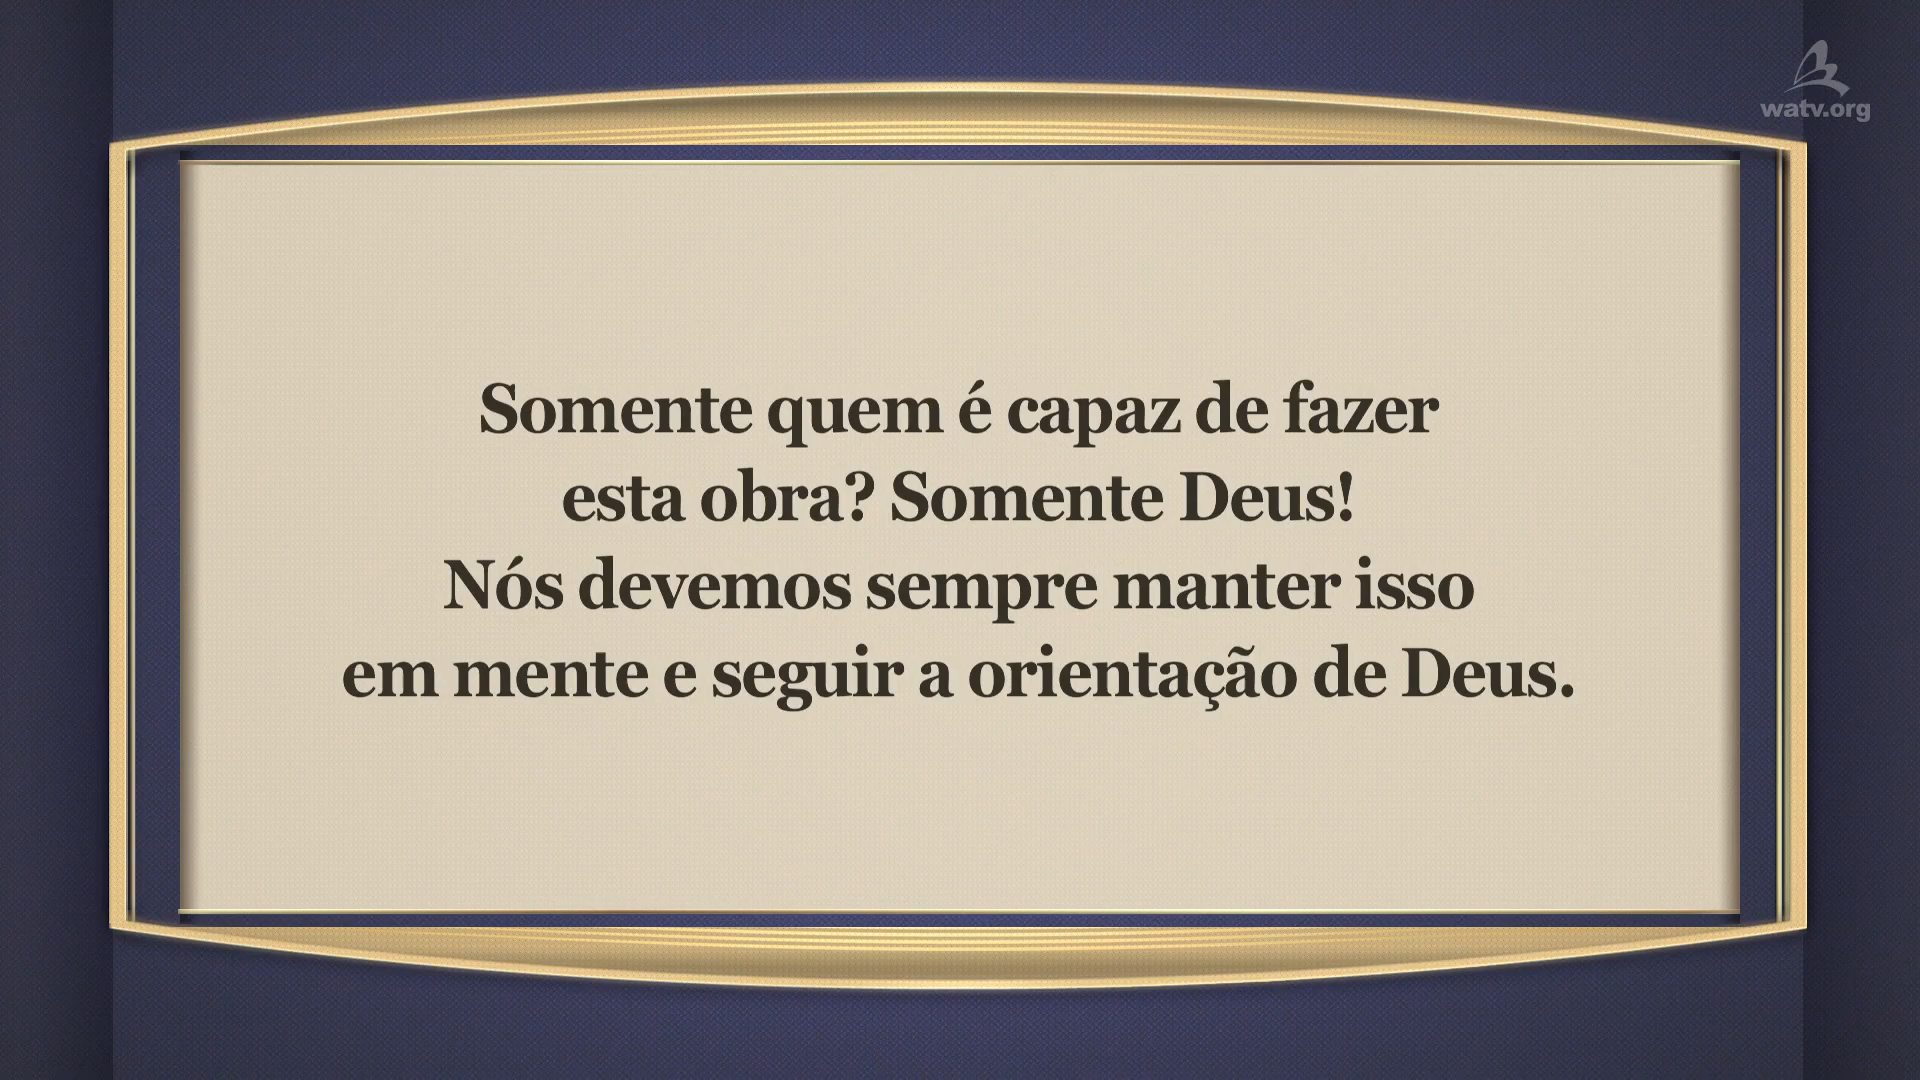 watv.org
Somente quem é capaz de fazer
esta obra? Somente Deus!
Nós devemos sempre manter isso
em mente e seguir a orientação de Deus.